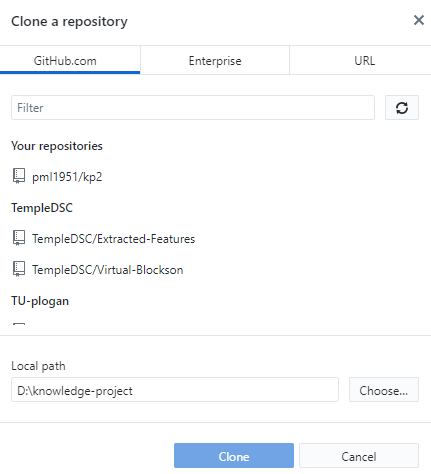 Clone a repository
GitHub.com
Enterprise
URL
Filter
Your repositories
pml1951/kp2
TempleDSC
TempleDSC/Extracted-Features
TempleDSC/Virtual-Blockson
TU-plogan
Local path
D:\knowledge-project
Choose...
Clone
Cancel